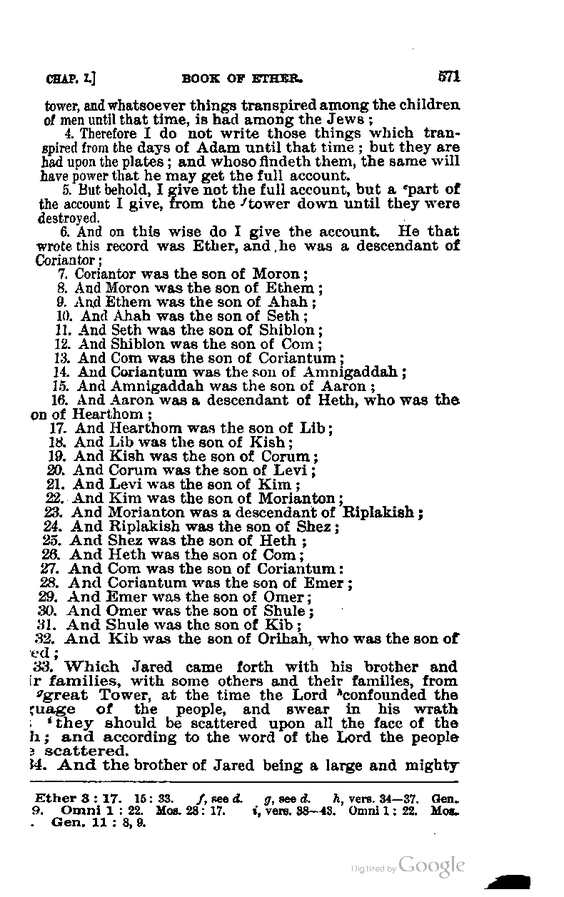 CHAP. I.] BOOK OF ETHER. 571
tower, and whatsoever things transpired among the children
of men until that time, is had among the Jews;
4. Therefore I do not write those things which tran-
spired from the days of Adam until that time; but they are
had upon the plates; and whoso findeth them, the same will
have power that he may get the full account.
5. But behold, I give not the full account, but a epart of
the account I give, from the ftower down until they were
destroyed.
6. And on this wise do I give the account. He that
wrote this record was Ether, and he was a descendant of
Coriantor;
7. Coriantor was the son of Moron;
8. And Moron was the son of Ethem;
9. And Ethem was the son of Ahah;
10. And Ahah was the son of Seth;
11. And Seth was the son of Shiblon;
12. And Shiblon was the son of Com;
13. And Com was the son of Coriantum;
14. And Coriantum was the son of Amnigaddah;
15. And Amnigaddah was the son of Aaron;
16. And Aaron was a descendant of Heth, who was the
on of Hearthom;
17. And Hearthom was the son of Lib;
18. And Lib was the son of Kish;
19. And Kish was the son of Corum;
20. And Corum was the son of Levi;
21. And Levi was the son of Kim;
22. And Kim was the son of Morianton;
23. And Morianton was a descendant of Riplakish;
24. And Riplakish was the son of Shez;
25. And Shez was the son of Heth;
26. And Heth was the son of Com;
27. And Com was the son of Coriantum:
28. And Coriantum was the son of Emer;
29. And Emer was the son of Omer;
30. And Omer was the son of Shule;
31. And Shule was the son of Kib;
32. And Kib was the son of Orihah, who was the son of
ed;
33. Which Jared came forth with his brother and
ir families, with some others and their families, from
ggreat Tower, at the time the Lord hconfounded the
guage of the people, and swear in his wrath
; ithey should be scattered upon all the face of the
h; and according to the word of the Lord the people
e scattered.
34. And the brother of Jared being a large and mighty
Ether 3:17. 15:33. f, see d. g, see d. h, vers. 34—37. Gen.
9. Omni 1:22. Mos. 28:17. i, vers. 38—43. Omni 1:22. Mos.
. Gen. 11:8, 9.
Digitized by Google